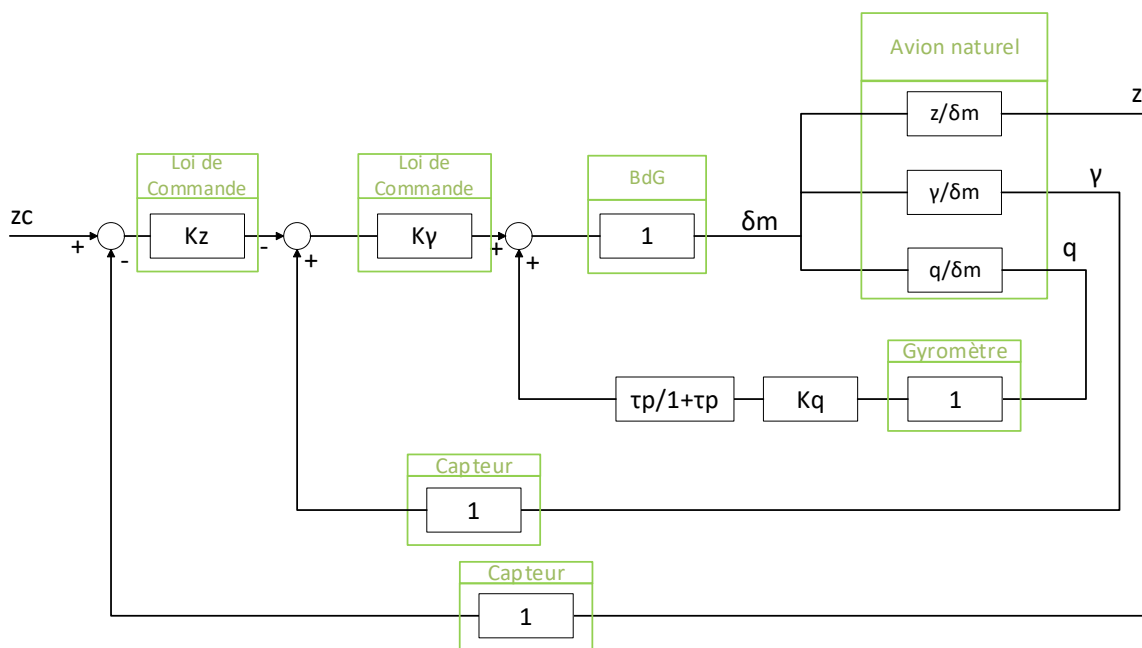 Avion naturel
z/δm
z
Loi de
Commande
Loi de
Commande
BdG
γ/δm
γ
zc
+
-
Kz
-
+
Kγ
+
+
1
δm
q/δm
q
Gyromètre
τp/1+τp
Kq
1
Capteur
1
Capteur
1